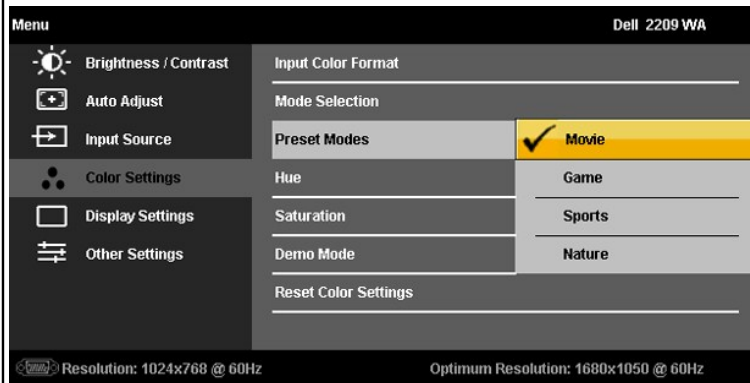 Menu
Dell 2209 WA
Brightness / Contrast
Input Color Format
Auto Adjust
Mode Selection
Input Source
Preset Modes
Movie
Color Settings
Hue
Game
Display Settings
Saturation
Sports
Other Settings
Demo Mode
Nature
Reset Color Settings
Resolution: 1024x768 @ 60Hz
Optimum Resolution: 1680x1050 @ 60Hz